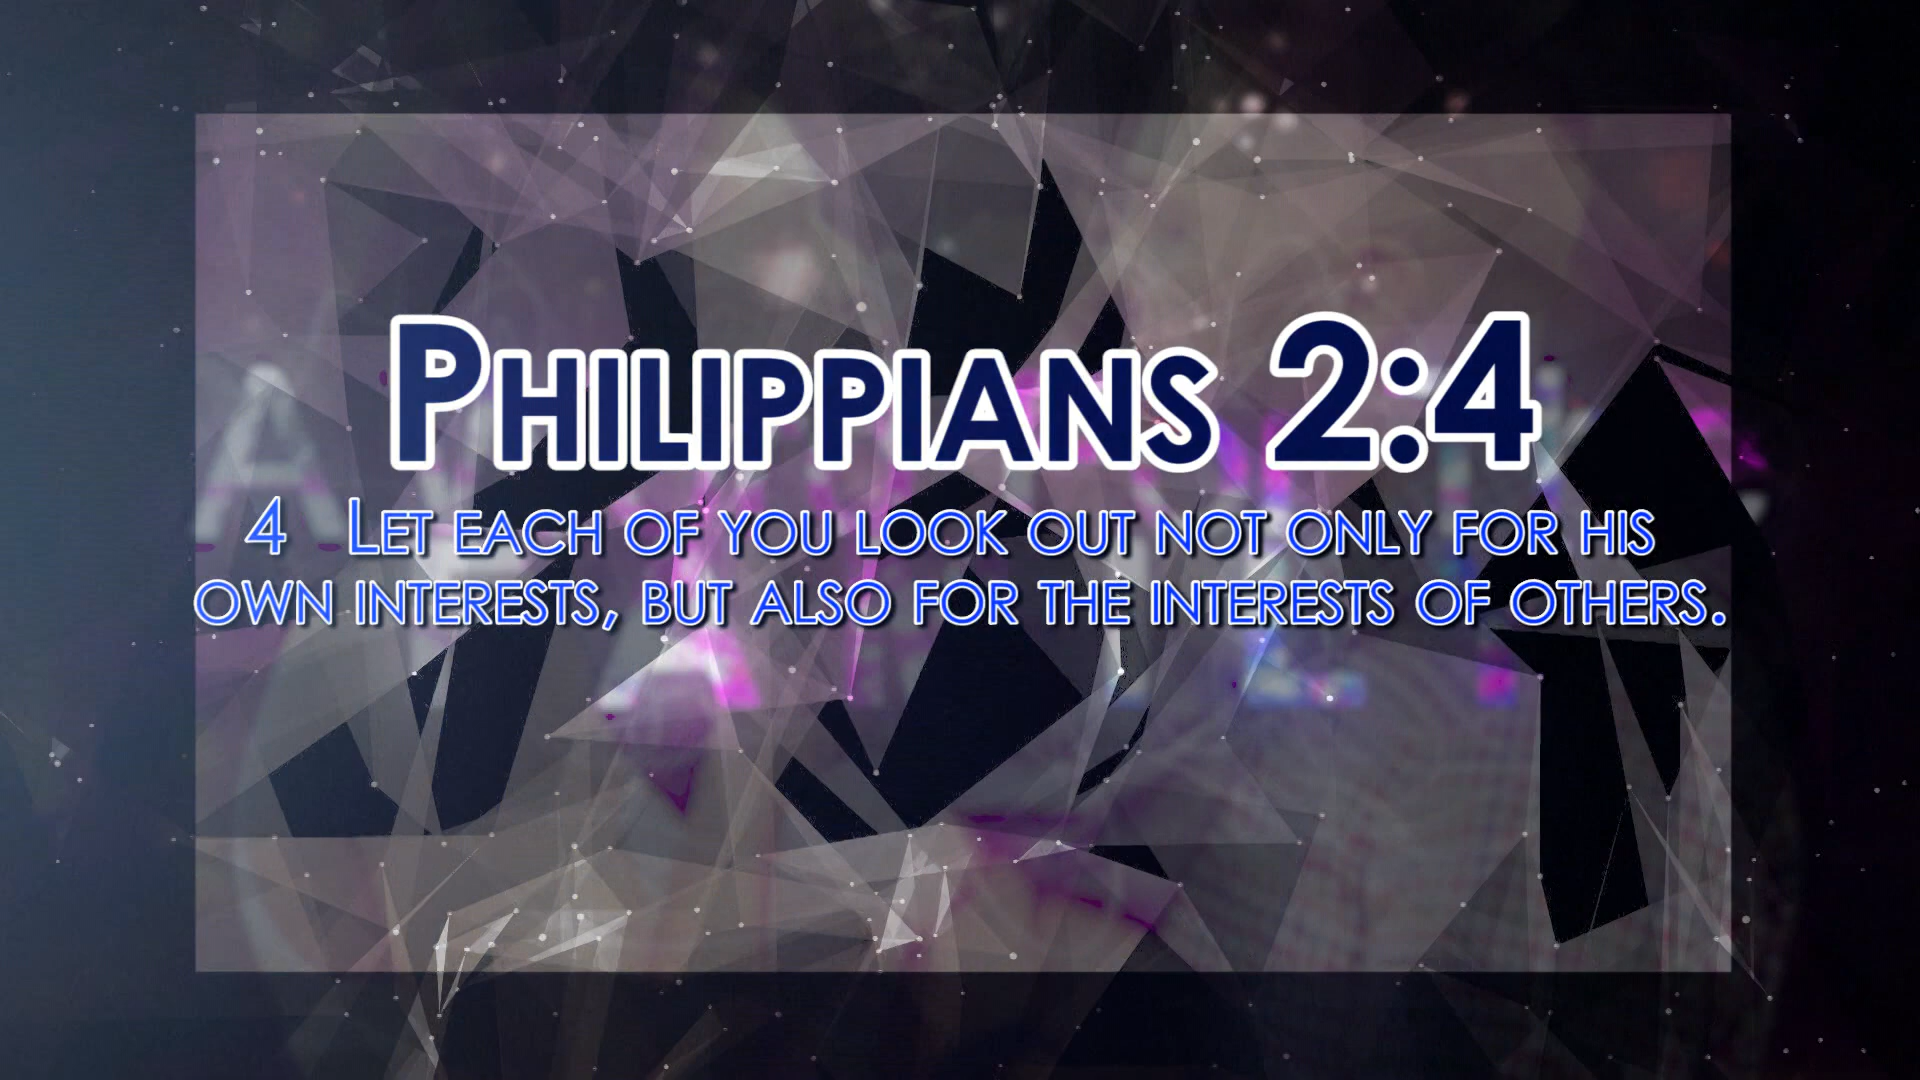 Philippians 2:4
4 Let each of you look out not only for his
own interests, but also for the interests of others.